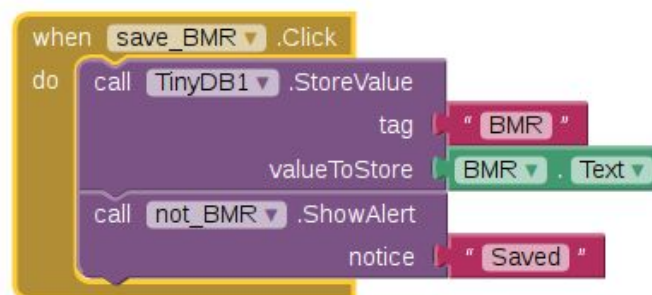 when save_BMR .Click
do call TinyDB1 .StoreValue
tag " BMR "
valueToStore BMR . Text
call not_BMR .ShowAlert
notice " Saved "